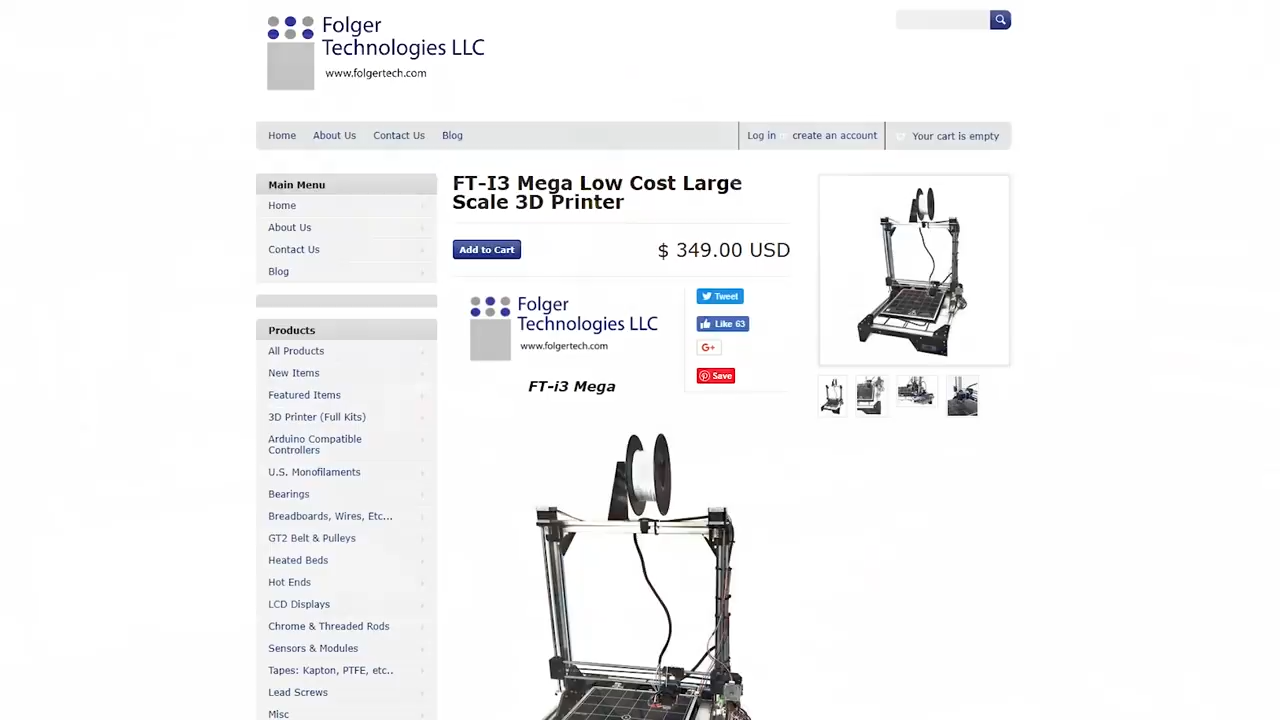 Folger
Technologies LLC
www.folgertech.com
Home
About Us
Contact Us
Blog
Log in
create an account
Your cart is empty
Main Menu
Home
About Us
Contact Us
Blog
Products
All Products
New Items
Featured Items
3D Printer (Full Kits)
Arduino Compatible
Controllers
U.S. Monofilaments
Bearings
Breadboards, Wires, Etc...
GT2 Belt & Pulleys
Heated Beds
Hot Ends
LCD Displays
Chrome & Threaded Rods
Sensors & Modules
Tapes: Kapton, PTFE, etc..
Lead Screws
Misc
FT-I3 Mega Low Cost Large
Scale 3D Printer
Add to Cart
$ 349.00 USD
Folger
Technologies LLC
www.folgertech.com
FT-i3 Mega
Tweet
Like 63
G+
Save